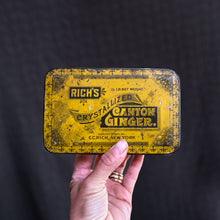 RICH'S
CRYSTALLIZED
CANTON
GINGER.
E.C.RICH, NEW YORK